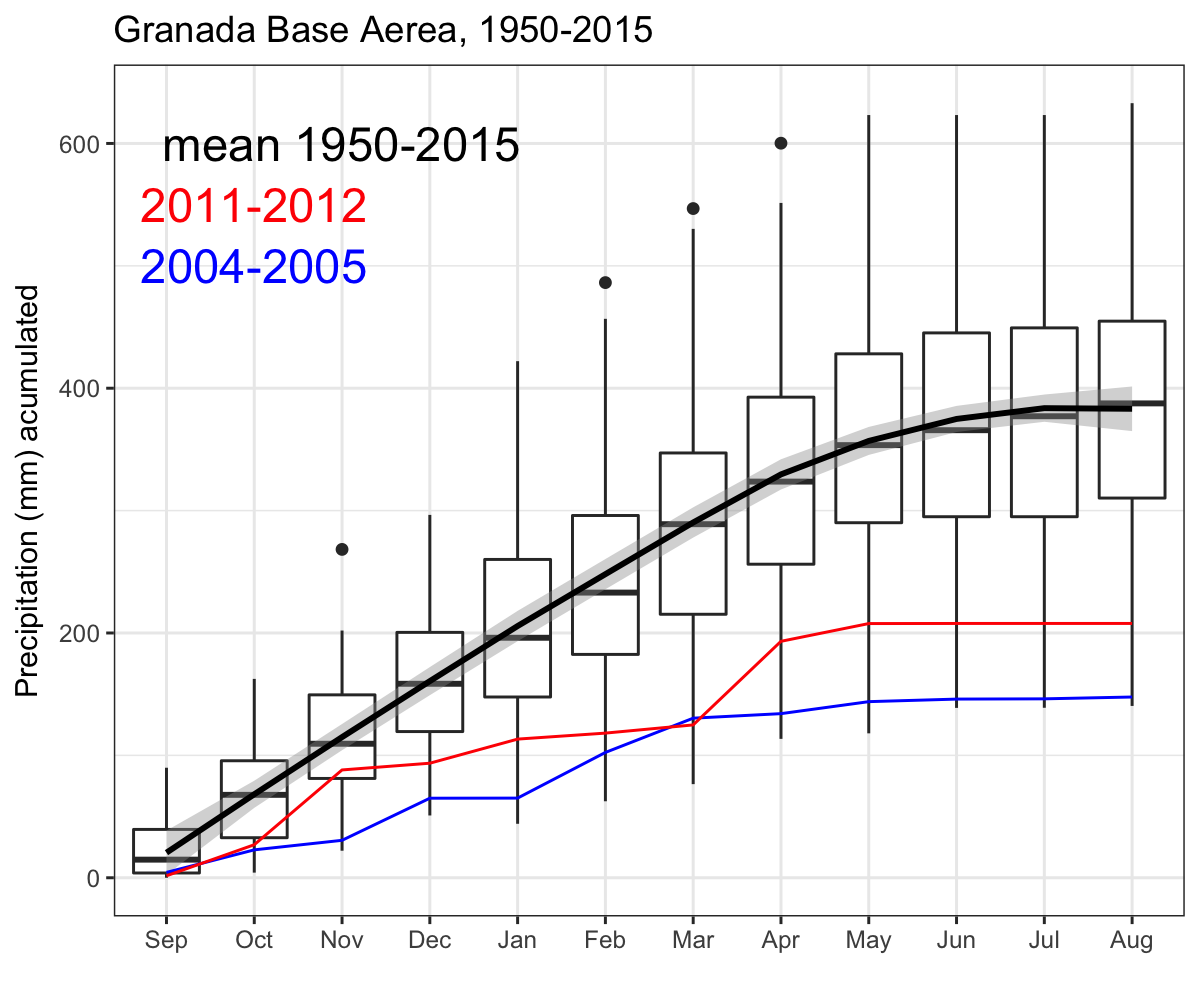 Granada Base Aerea, 1950-2015
Precipitation (mm) acumulated
600
400
200
0
mean 1950-2015
2011-2012
2004-2005
Sep Oct Nov Dec Jan Feb Mar Apr May Jun Jul Aug